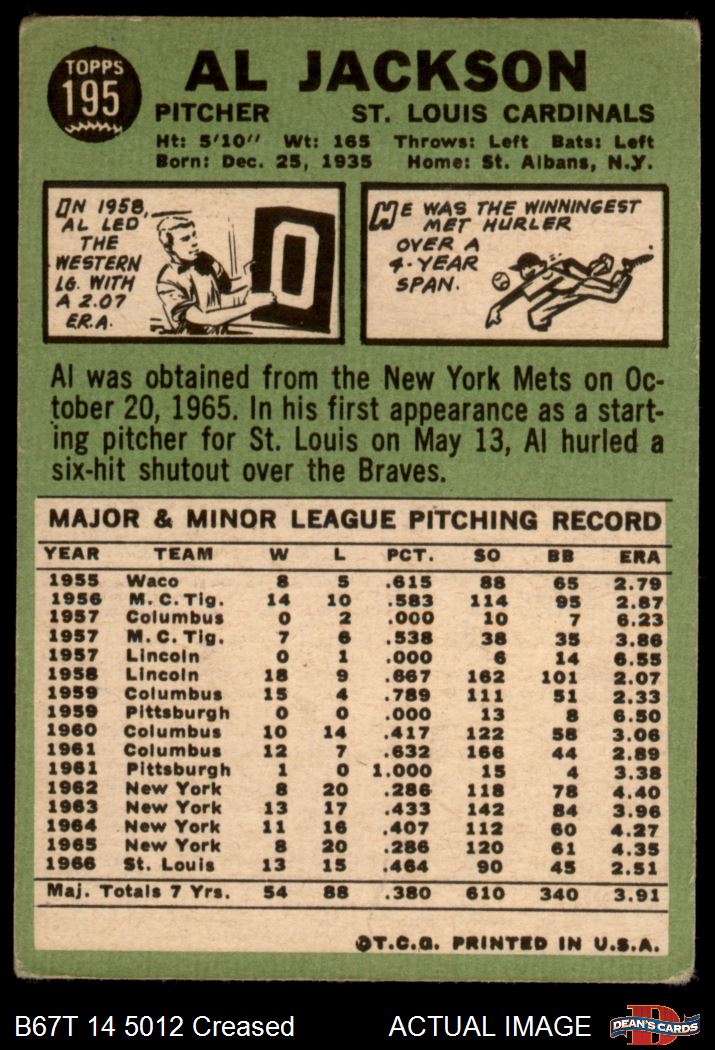 TOPPS
195
AL JACKSON
PITCHER ST. LOUIS CARDINALS
Ht: 5'10" Wt: 165 Throws: Left Bats: Left
Born: Dec. 25, 1935 Home: St. Albans, N.Y.
IN 1958,
AL LED
THE
WESTERN
LG. WITH
A 2.07
E.R.A.
0
HE WAS THE WINNINGEST
MET HURLER
OVER A
4-YEAR
SPAN.
Al was obtained from the New York Mets on Oc-
tober 20, 1965. In his first appearance as a start-
ing pitcher for St. Louis on May 13, Al hurled a
six-hit shutout over the Braves.
MAJOR & MINOR LEAGUE PITCHING RECORD
YEAR TEAM W L PCT. SO BB ERA
1955 Waco 8 5 .615 88 65 2.79
1956 M.C. Tig. 14 10 .583 114 95 2.87
1957 Columbus 0 2 .000 10 7 6.23
1957 M.C. Tig. 7 6 .538 38 35 3.86
1957 Lincoln 0 1 .000 6 14 6.55
1958 Lincoln 18 9 .667 162 101 2.07
1959 Columbus 15 4 .789 111 51 2.33
1959 Pittsburgh 0 0 .000 13 8 6.50
1960 Columbus 10 14 .417 122 58 3.06
1961 Columbus 12 7 .632 166 44 2.89
1961 Pittsburgh 1 0 1.000 15 4 3.38
1962 New York 8 20 .286 118 78 4.40
1963 New York 13 17 .433 142 84 3.96
1964 New York 11 16 .407 112 60 4.27
1965 New York 8 20 .286 120 61 4.35
1966 St. Louis 13 15 .464 90 45 2.51
Maj. Totals 7 Yrs. 54 88 .380 610 340 3.91
©T.C.G. PRINTED IN U.S.A.
B67T 14 5012 Creased ACTUAL IMAGE
D
DEAN'S CARDS